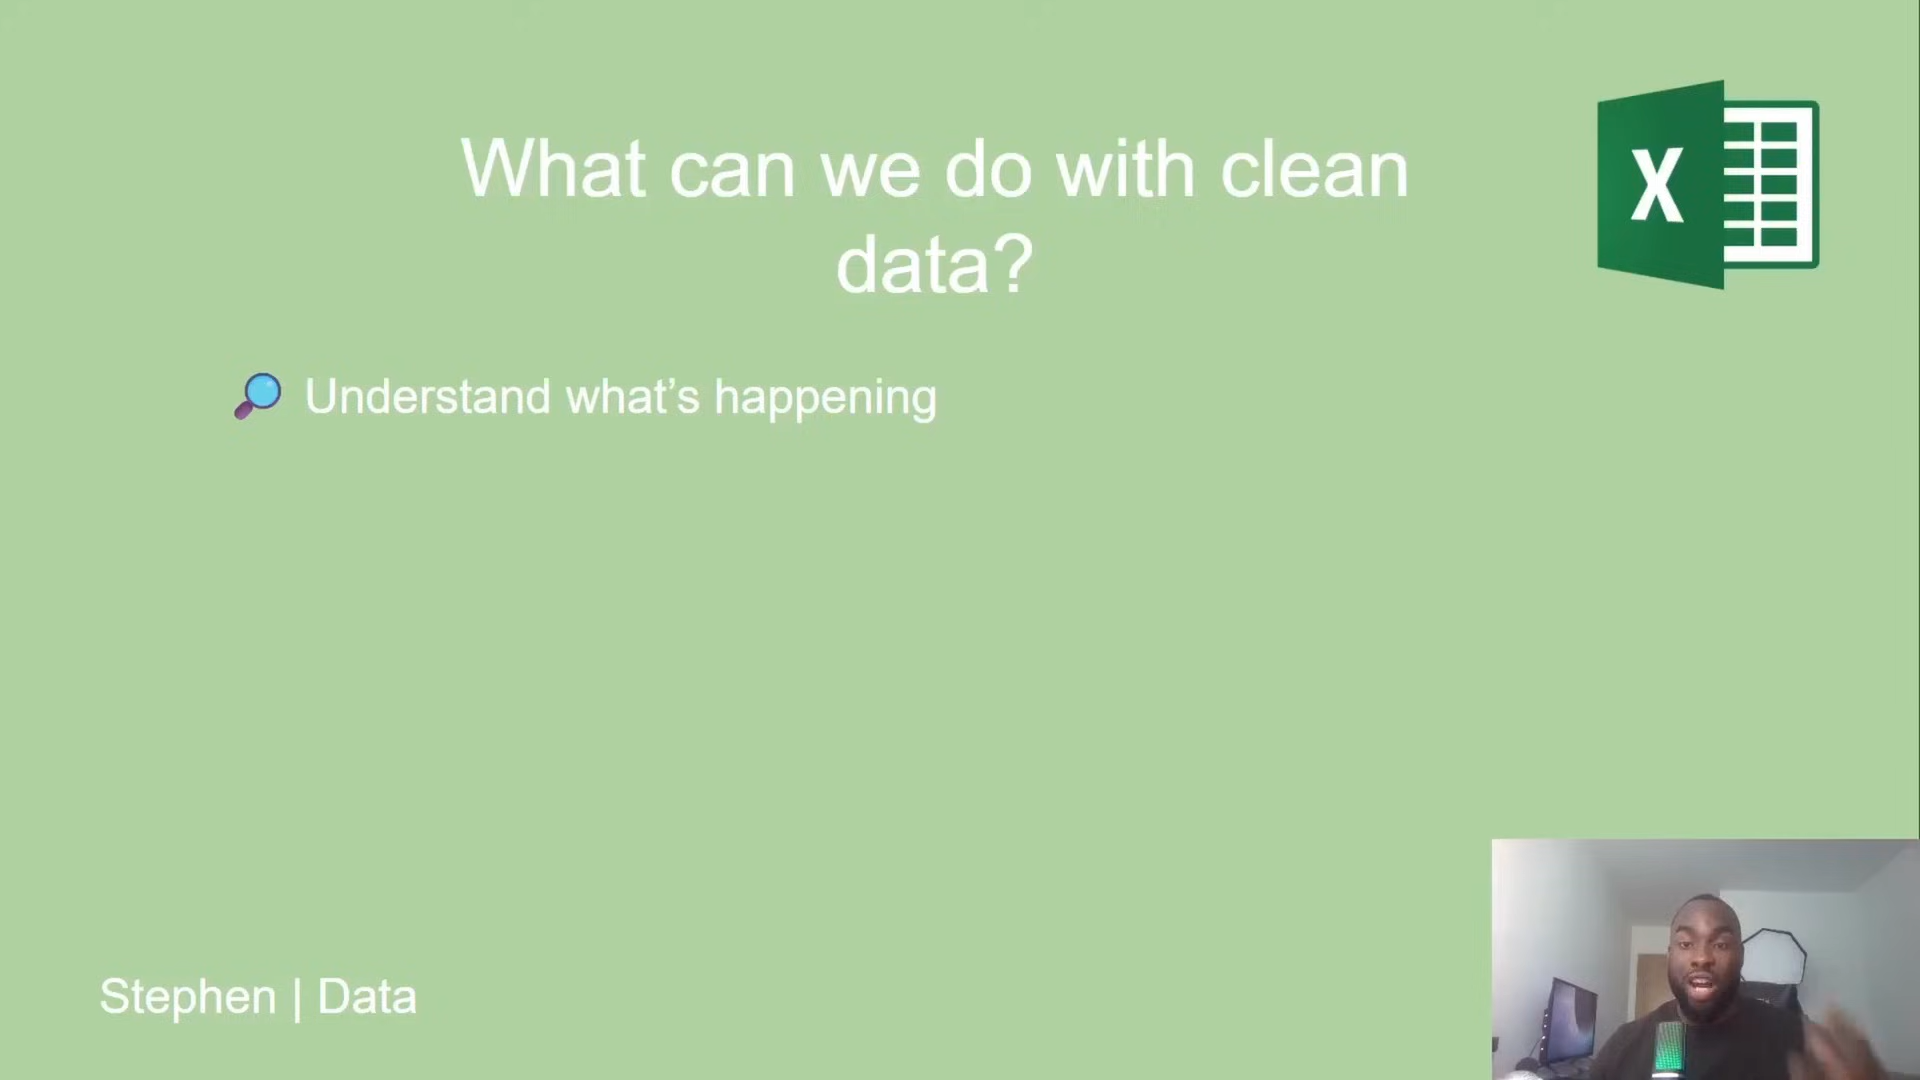 What can we do with clean
data?
X
Understand what’s happening
Stephen | Data